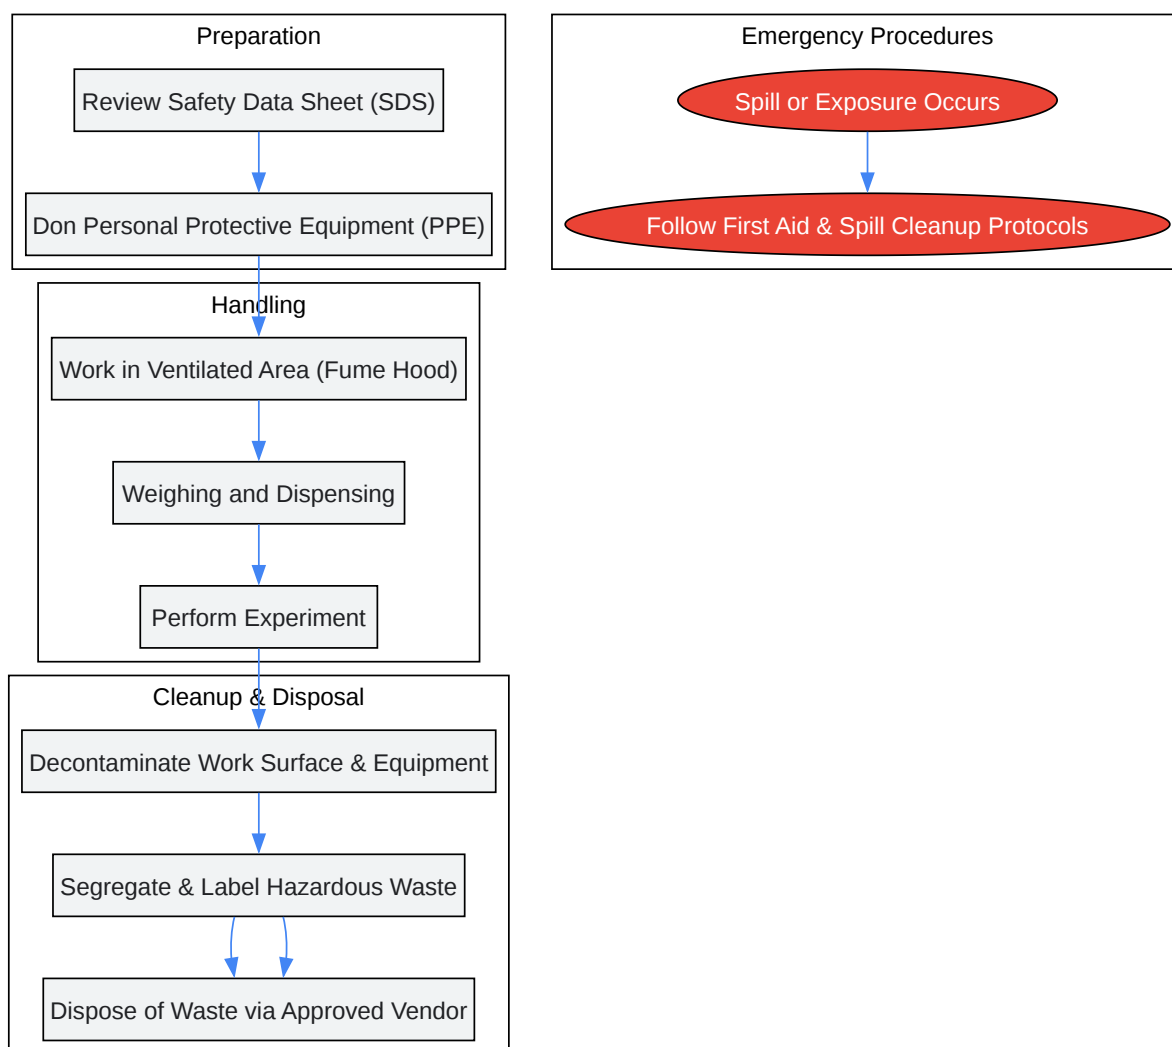 Preparation
Review Safety Data Sheet (SDS)
Don Personal Protective Equipment (PPE)
Handling
Work in Ventilated Area (Fume Hood)
Weighing and Dispensing
Perform Experiment
Cleanup & Disposal
Decontaminate Work Surface & Equipment
Segregate & Label Hazardous Waste
Dispose of Waste via Approved Vendor
Emergency Procedures
Spill or Exposure Occurs
Follow First Aid & Spill Cleanup Protocols